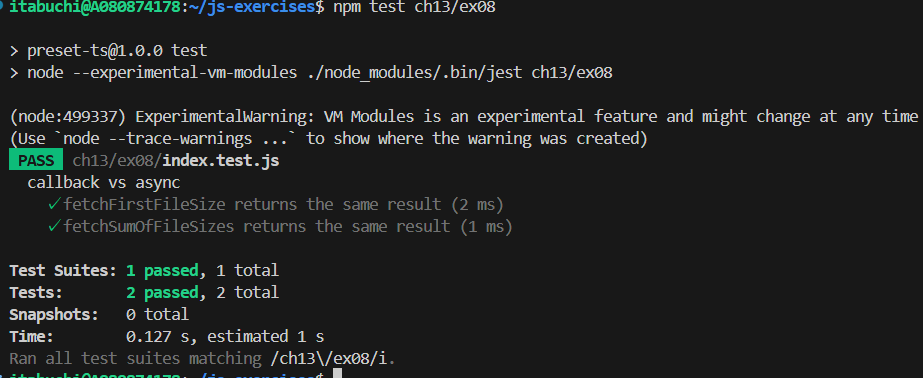 itabuchi@A080874178:~/js-exercises$ npm test ch13/ex08
> preset-ts@1.0.0 test
> node --experimental-vm-modules ./node_modules/.bin/jest ch13/ex08
(node:499337) ExperimentalWarning: VM Modules is an experimental feature and might change at any time
(Use `node --trace-warnings ...` to show where the warning was created)
PASS ch13/ex08/index.test.js
callback vs async
✓fetchFirstFileSize returns the same result (2 ms)
✓fetchSumOfFileSizes returns the same result (1 ms)
Test Suites: 1 passed, 1 total
Tests: 2 passed, 2 total
Snapshots: 0 total
Time: 0.127 s, estimated 1 s
Ran all test suites matching /ch13\/ex08/i.
itabuchi@A080874178:~/js-exercises$